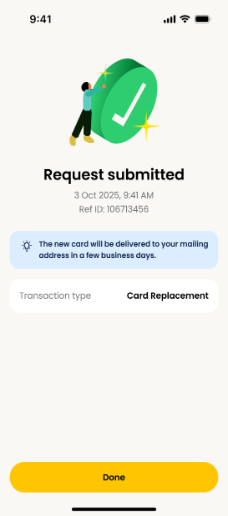 9:41
Request submitted
3 Oct 2025, 9:41 AM
Ref ID: 106713456
The new card will be delivered to your mailing
address in a few business days.
Transaction type Card Replacement
Done